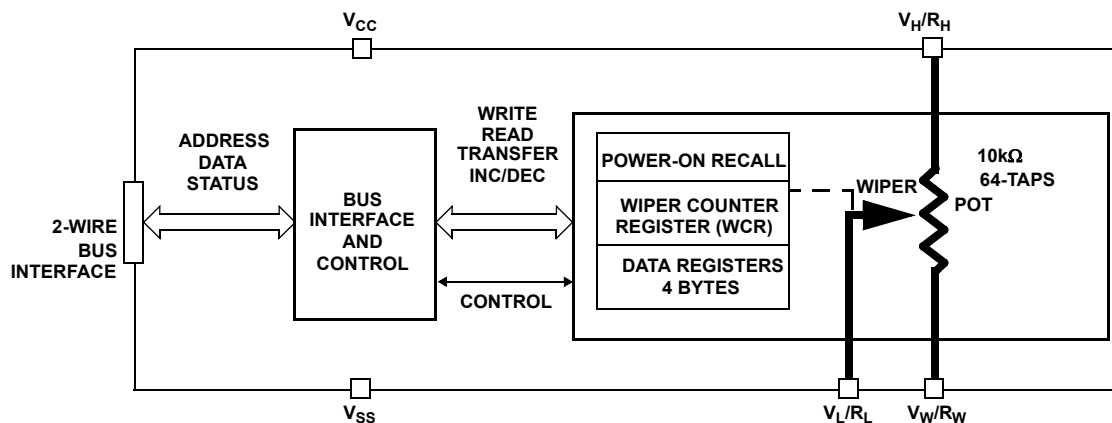 VCC
VH/RH
ADDRESS
DATA
STATUS
WRITE
READ
TRANSFER
INC/DEC
2-WIRE
BUS
INTERFACE
BUS
INTERFACE
AND
CONTROL
CONTROL
POWER-ON RECALL
WIPER COUNTER
REGISTER (WCR)
DATA REGISTERS
4 BYTES
WIPER
10kΩ
64-TAPS
POT
VSS
VL/RL
VW/RW